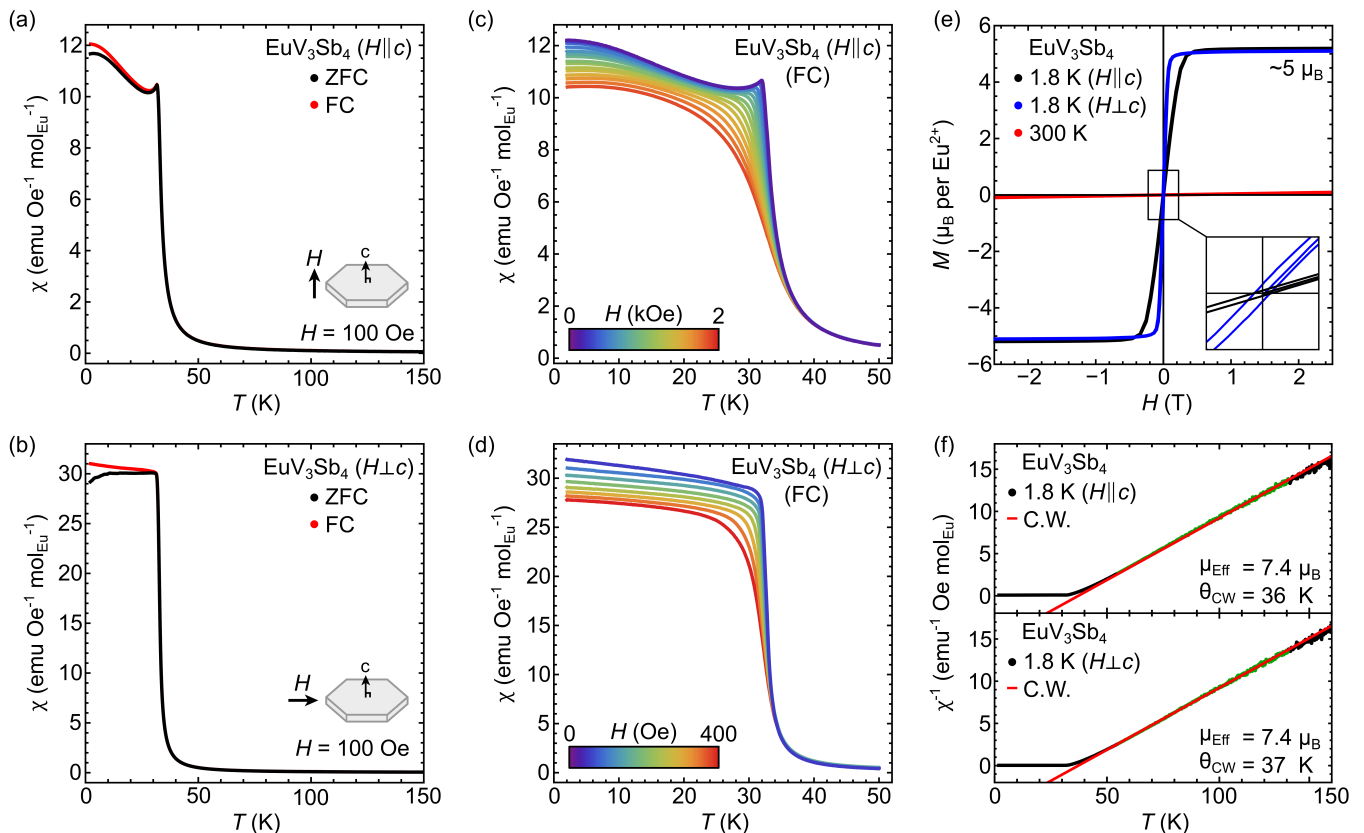 (a)
EuV₃Sb₄ (H||c)
ZFC
FC
χ (emu Oe⁻¹ mol_Eu⁻¹)
12
10
8
6
4
2
0
H
c
H = 100 Oe
0 50 100 150
T (K)
(b)
EuV₃Sb₄ (H⊥c)
ZFC
FC
χ (emu Oe⁻¹ mol_Eu⁻¹)
30
25
20
15
10
5
0
c
H
H = 100 Oe
0 50 100 150
T (K)
(c)
EuV₃Sb₄ (H||c)
(FC)
χ (emu Oe⁻¹ mol_Eu⁻¹)
12
10
8
6
4
2
0
0 H (kOe) 2
0 10 20 30 40 50
T (K)
(d)
EuV₃Sb₄ (H⊥c)
(FC)
χ (emu Oe⁻¹ mol_Eu⁻¹)
30
25
20
15
10
5
0
0 H (Oe) 400
0 10 20 30 40 50
T (K)
(e)
EuV₃Sb₄
1.8 K (H||c)
1.8 K (H⊥c)
300 K
~5 μ_B
M (μ_B per Eu²⁺)
6
4
2
0
−2
−4
−6
−2 −1 0 1 2
H (T)
(f)
EuV₃Sb₄
1.8 K (H||c)
C.W.
μ_Eff = 7.4 μ_B
θ_CW = 36 K
15
10
5
0
χ⁻¹ (emu⁻¹ Oe mol_Eu)
EuV₃Sb₄
1.8 K (H⊥c)
C.W.
μ_Eff = 7.4 μ_B
θ_CW = 37 K
15
10
5
0
0 50 100 150
T (K)